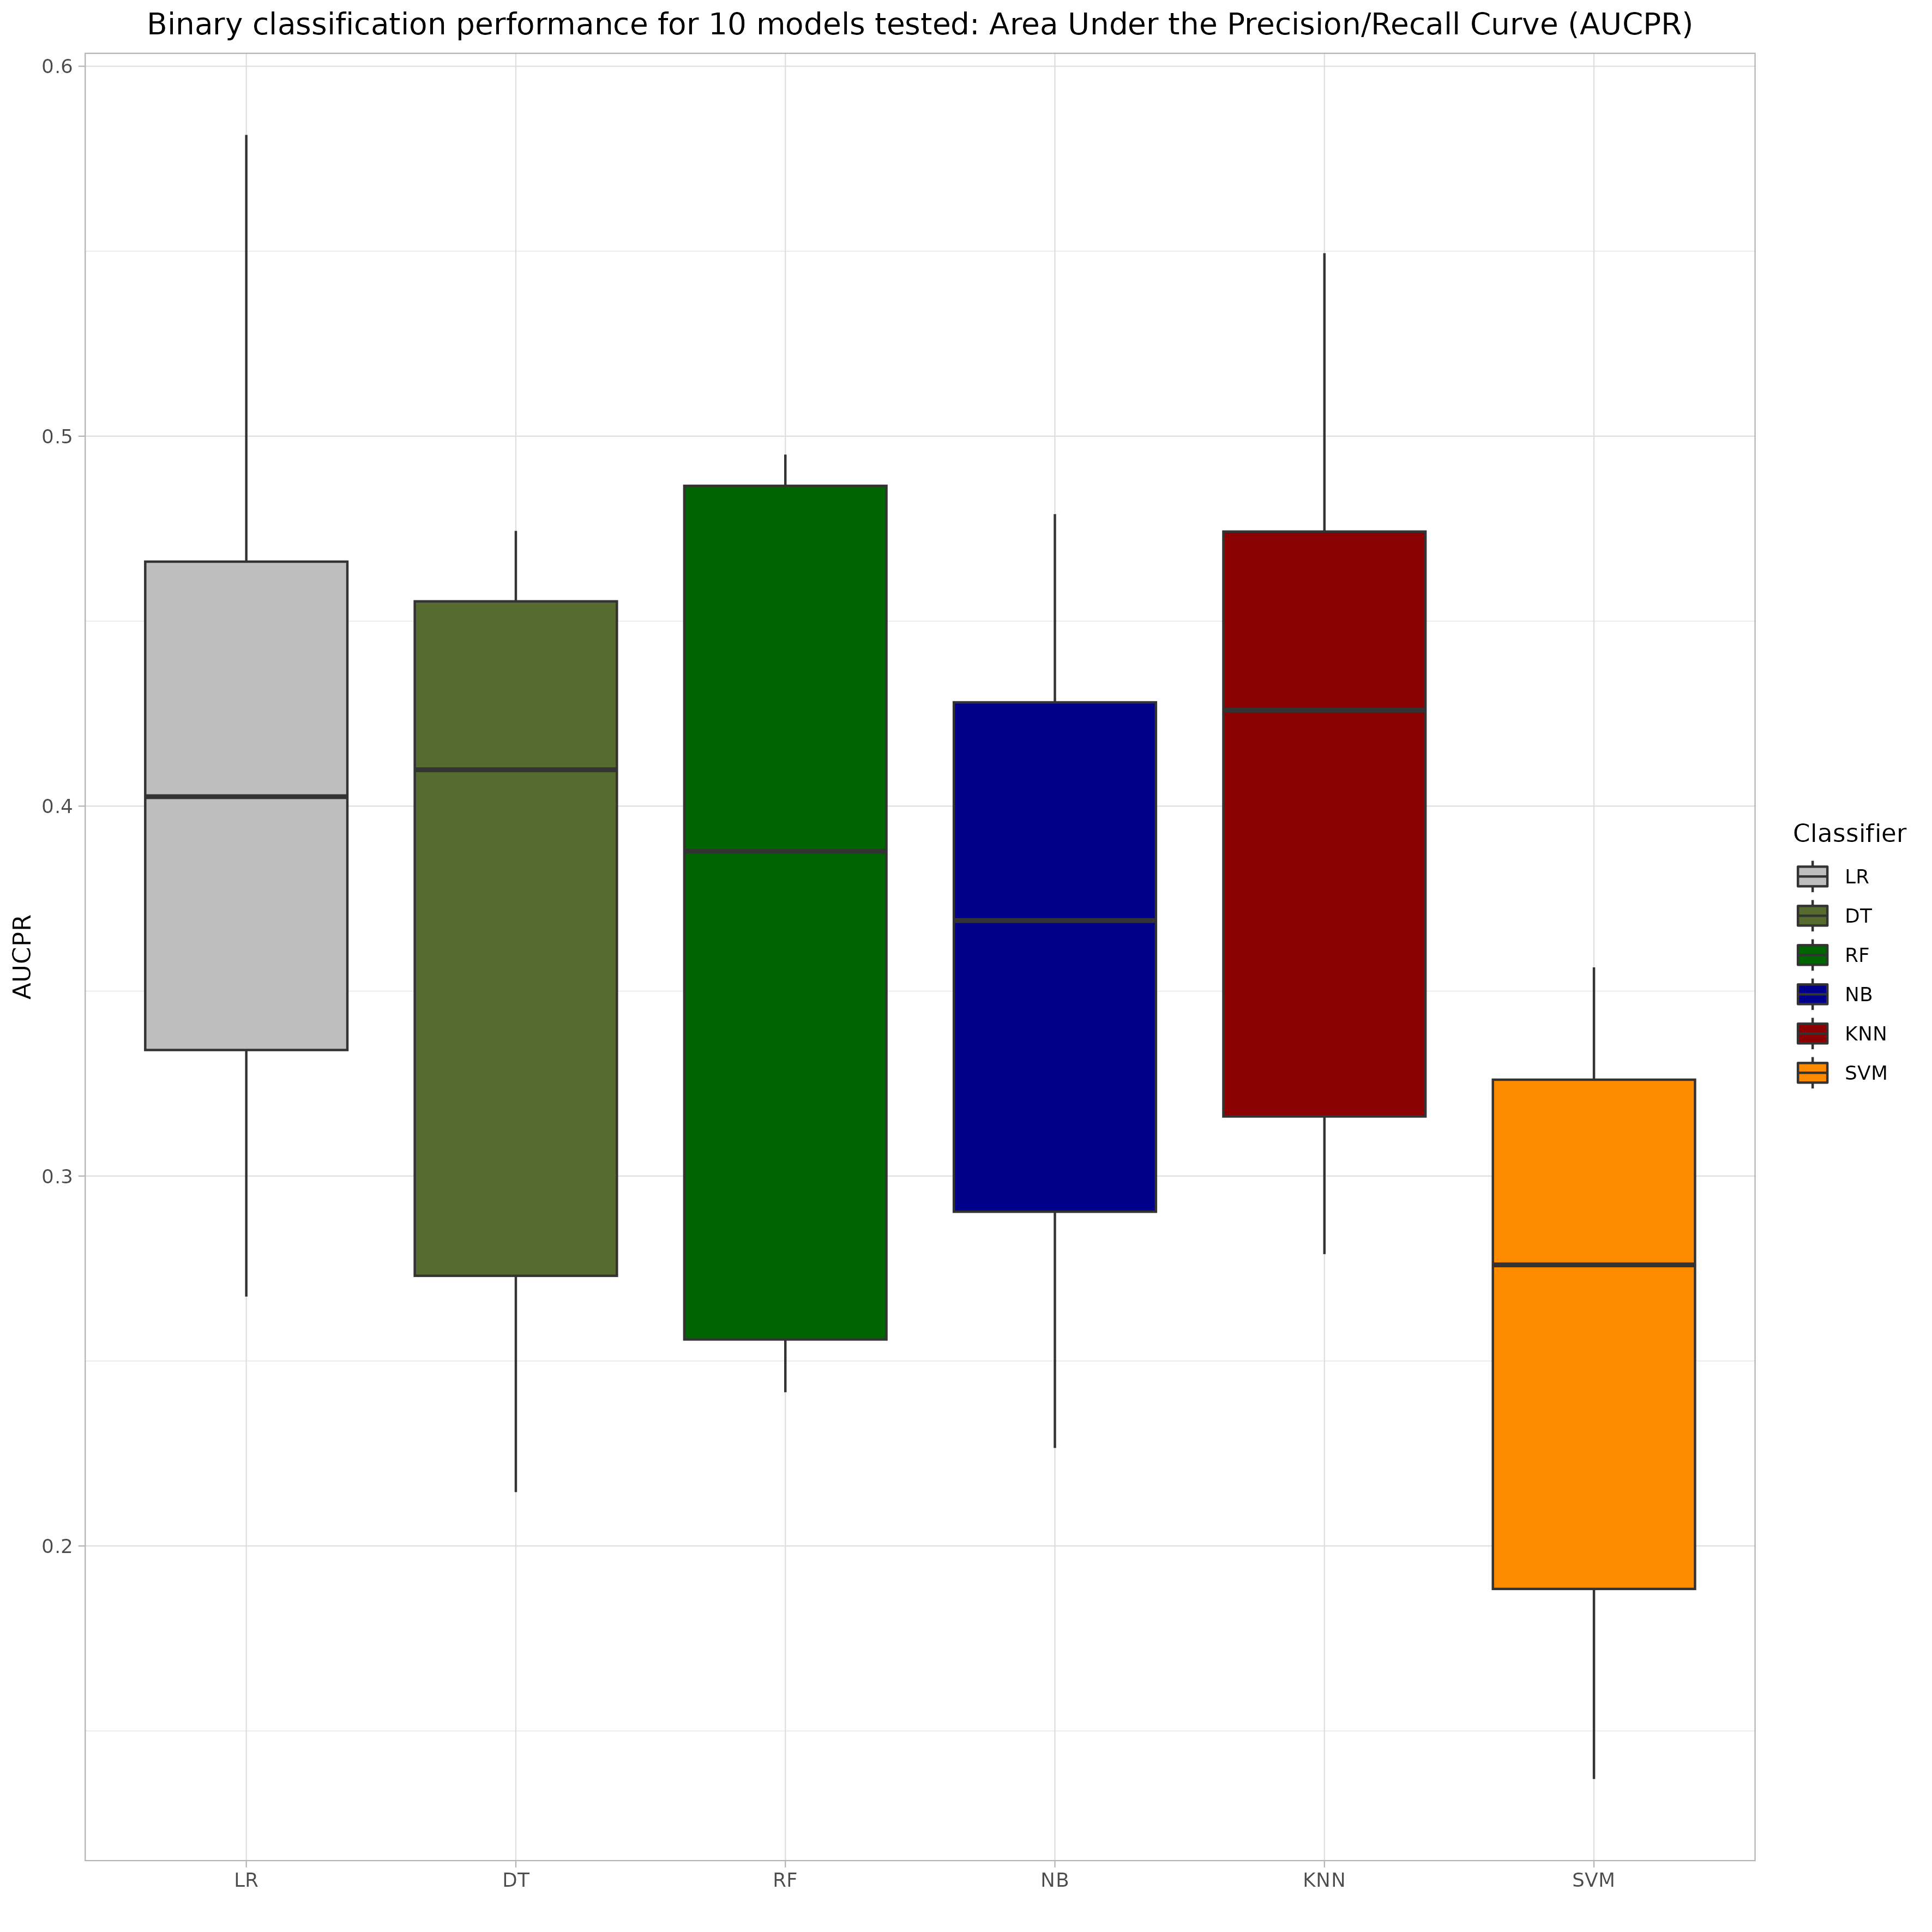 Binary classification performance for 10 models tested: Area Under the Precision/Recall Curve (AUCPR)
0.6
0.5
0.4
0.3
0.2
AUCPR
LR
DT
RF
NB
KNN
SVM
Classifier
LR
DT
RF
NB
KNN
SVM